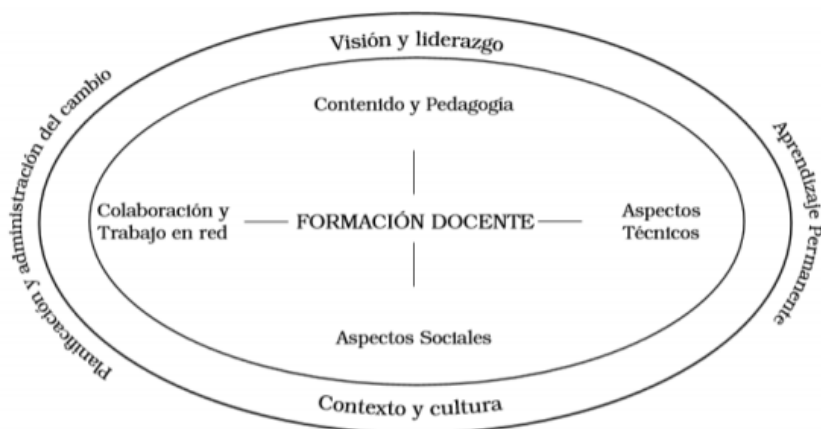 Visión y liderazgo
Contenido y Pedagogía
Planificación y administración del cambio
Colaboración y
Trabajo en red
FORMACIÓN DOCENTE
Aspectos
Técnicos
Aprendizaje Permanente
Aspectos Sociales
Contexto y cultura